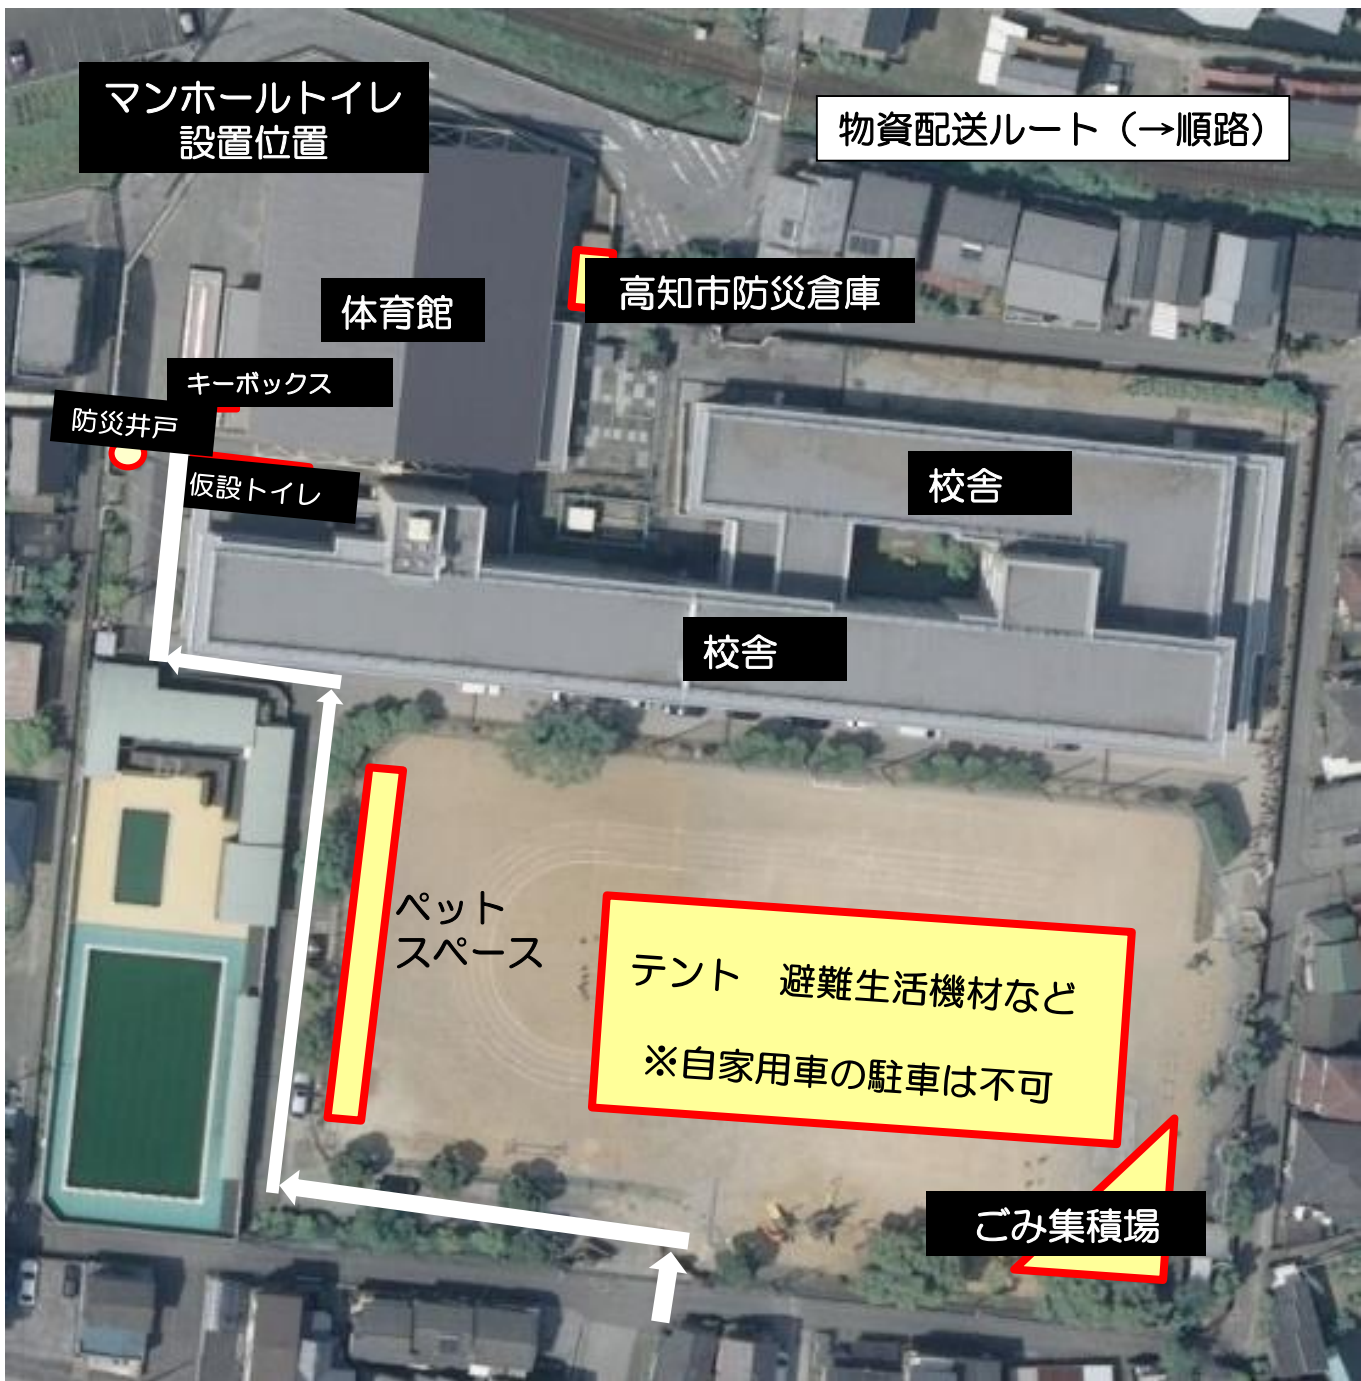 マンホールトイレ
設置位置
物資配送ルート（→順路）
高知市防災倉庫
体育館
キーボックス
防災井戸
仮設トイレ
校舎
校舎
ペット
スペース
テント　避難生活機材など
※自家用車の駐車は不可
ごみ集積場